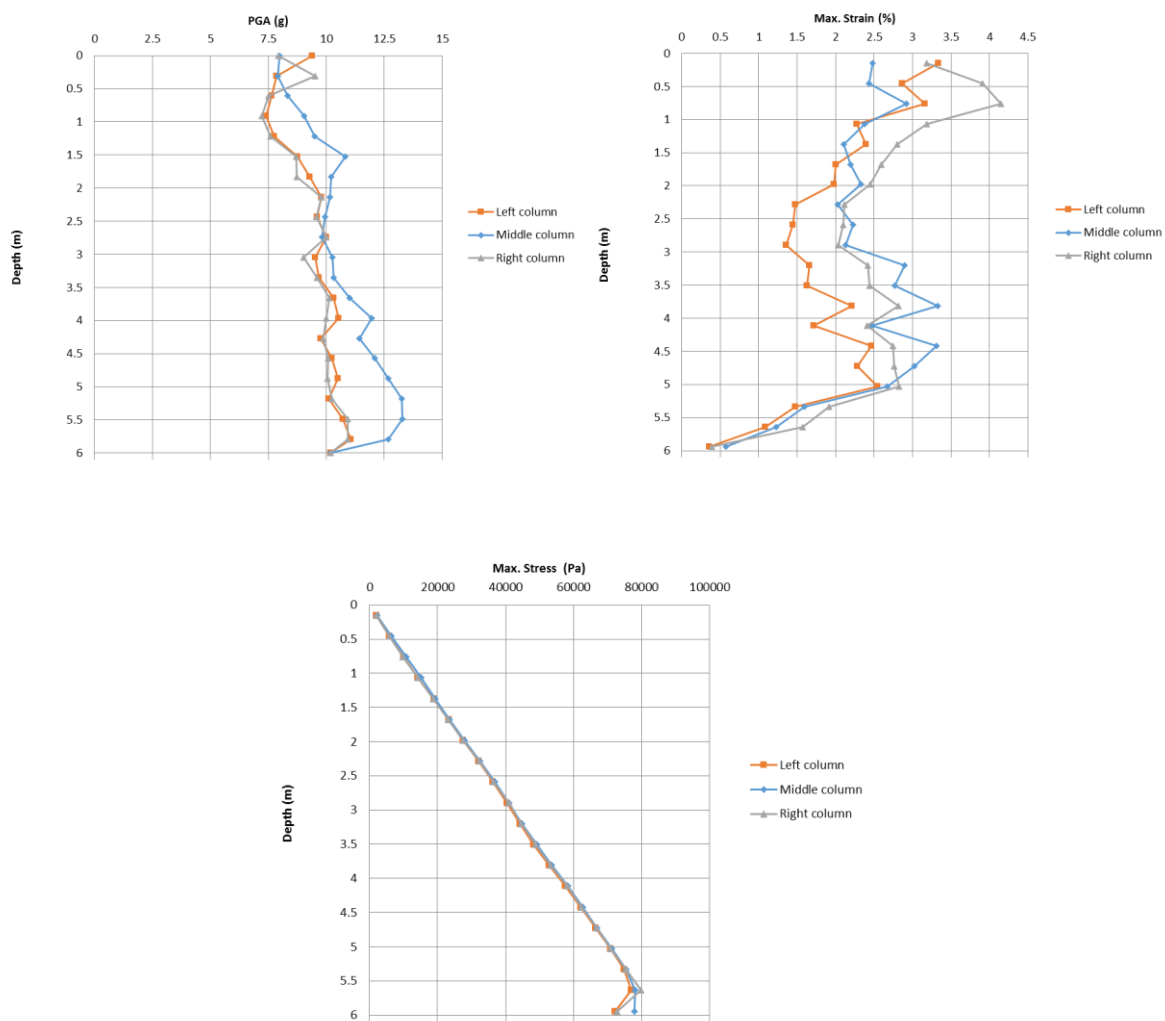 PGA (g)
0 2.5 5 7.5 10 12.5 15
0
0.5
1
1.5
2
2.5
3
3.5
4
4.5
5
5.5
6
Depth (m)
Left column
Middle column
Right column
Max. Strain (%)
0 0.5 1 1.5 2 2.5 3 3.5 4 4.5
0
0.5
1
1.5
2
2.5
3
3.5
4
4.5
5
5.5
6
Depth (m)
Left column
Middle column
Right column
Max. Stress (Pa)
0 20000 40000 60000 80000 100000
0
0.5
1
1.5
2
2.5
3
3.5
4
4.5
5
5.5
6
Depth (m)
Left column
Middle column
Right column